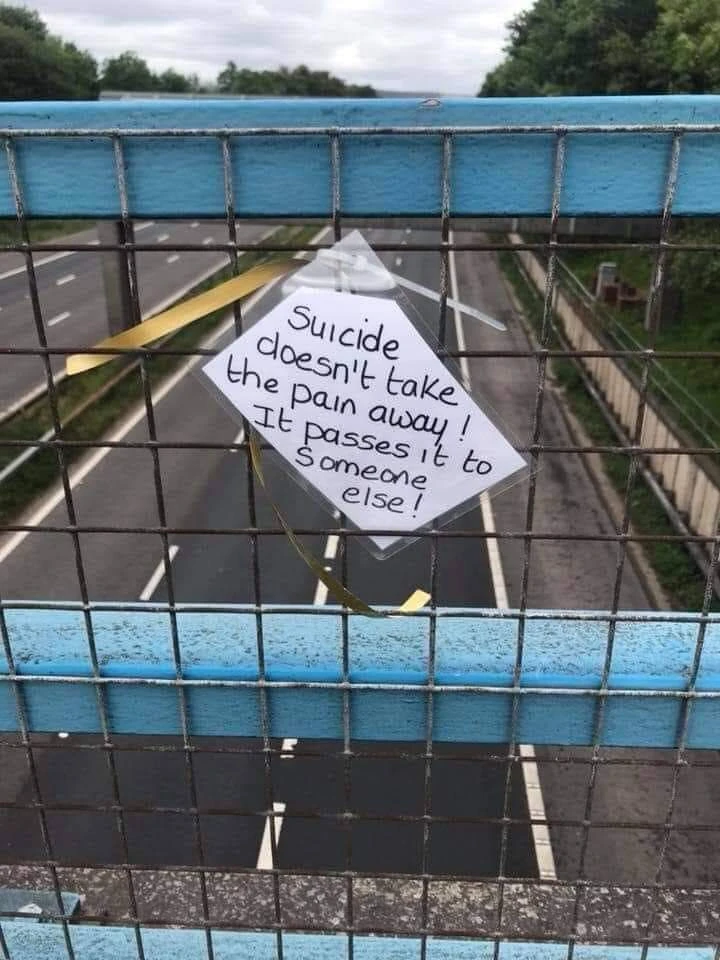 Suicide
doesn't take
the pain away!
It passes it to
Someone
else!